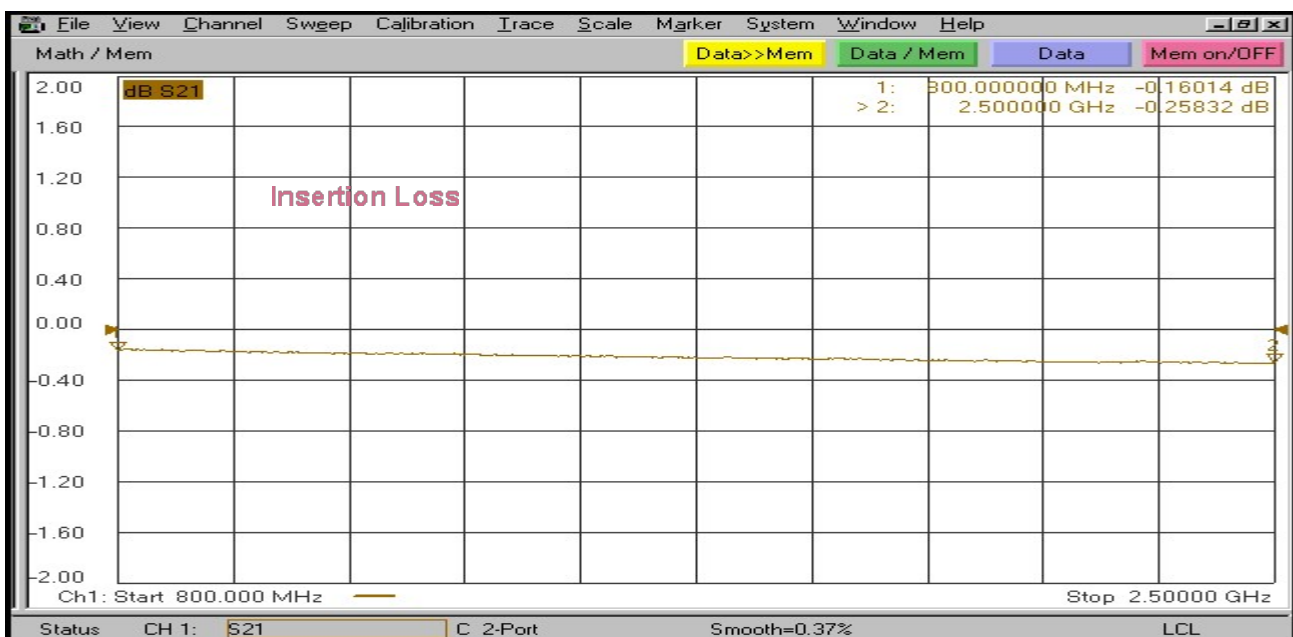 File View Channel Sweep Calibration Trace Scale Marker System Window Help
Math / Mem Data>>Mem Data / Mem Data Mem on/OFF
2.00 dB S21 1: 800.000000 MHz -0.16014 dB
> 2: 2.500000 GHz -0.25832 dB
1.60
1.20
Insertion Loss
0.80
0.40
0.00
1
2
-0.40
-0.80
-1.20
-1.60
-2.00
Ch1: Start 800.000 MHz Stop 2.50000 GHz
Status CH 1: S21 C 2-Port Smooth=0.37% LCL